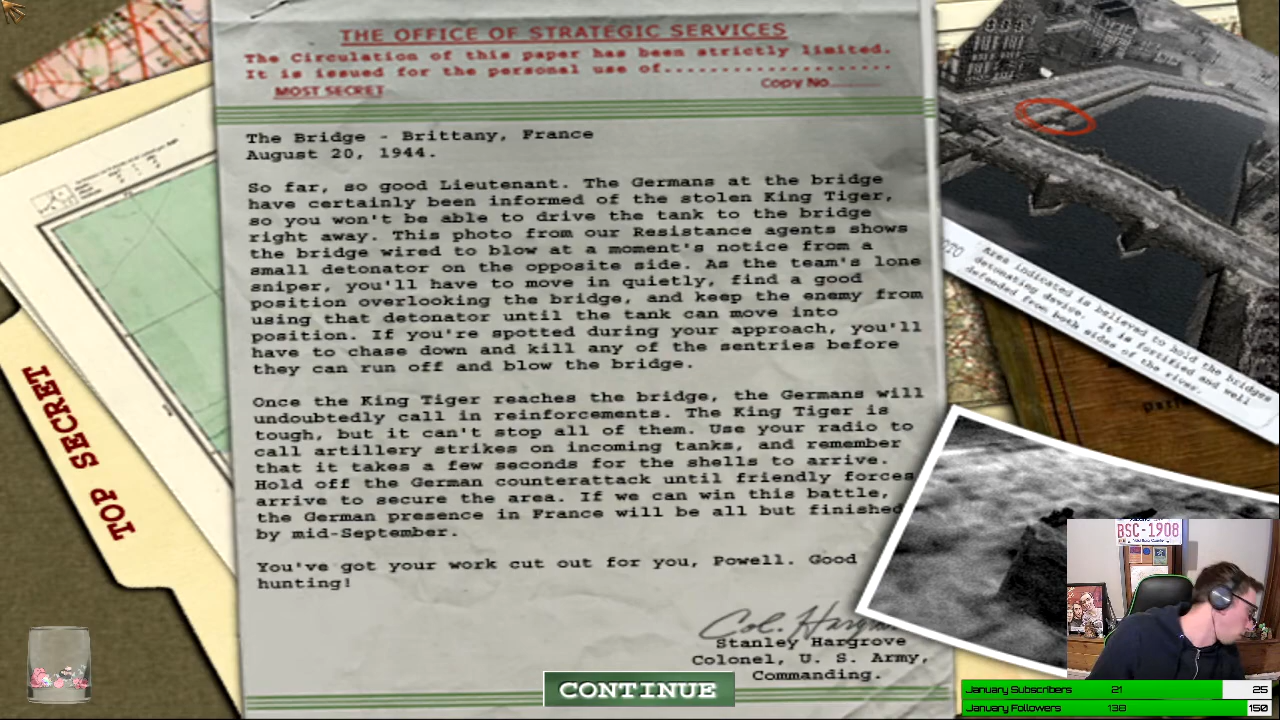 THE OFFICE OF STRATEGIC SERVICES
The Circulation of this paper has been strictly limited.
It is issued for the personal use of....................
MOST SECRET
Copy No.
The Bridge - Brittany, France
August 20, 1944.
So far, so good Lieutenant. The Germans at the bridge
have certainly been informed of the stolen King Tiger,
so you won't be able to drive the tank to the bridge
right away. This photo from our Resistance agents shows
the bridge wired to blow at a moment's notice from a
small detonator on the opposite side. As the team's lone
sniper, you'll have to move in quietly, find a good
position overlooking the bridge, and keep the enemy from
using that detonator until the tank can move into
position. If you're spotted during your approach, you'll
have to chase down and kill any of the sentries before
they can run off and blow the bridge.
Once the King Tiger reaches the bridge, the Germans will
undoubtedly call in reinforcements. The King Tiger is
tough, but it can't stop all of them. Use your radio to
call artillery strikes on incoming tanks, and remember
that it takes a few seconds for the shells to arrive.
Hold off the German counterattack until friendly forces
arrive to secure the area. If we can win this battle,
the German presence in France will be all but finished
by mid-September.
You've got your work cut out for you, Powell. Good
hunting!
Col. Hargr
Stanley Hargrove
Colonel, U. S. Army,
Commanding.
CONTINUE
TOP SECRET
Area indicated is believed to hold the bridges
detonating device. It is fortified and well
defended from both sides of the river.
BSC-1908
January Subscribers 21 25
January Followers 138 150